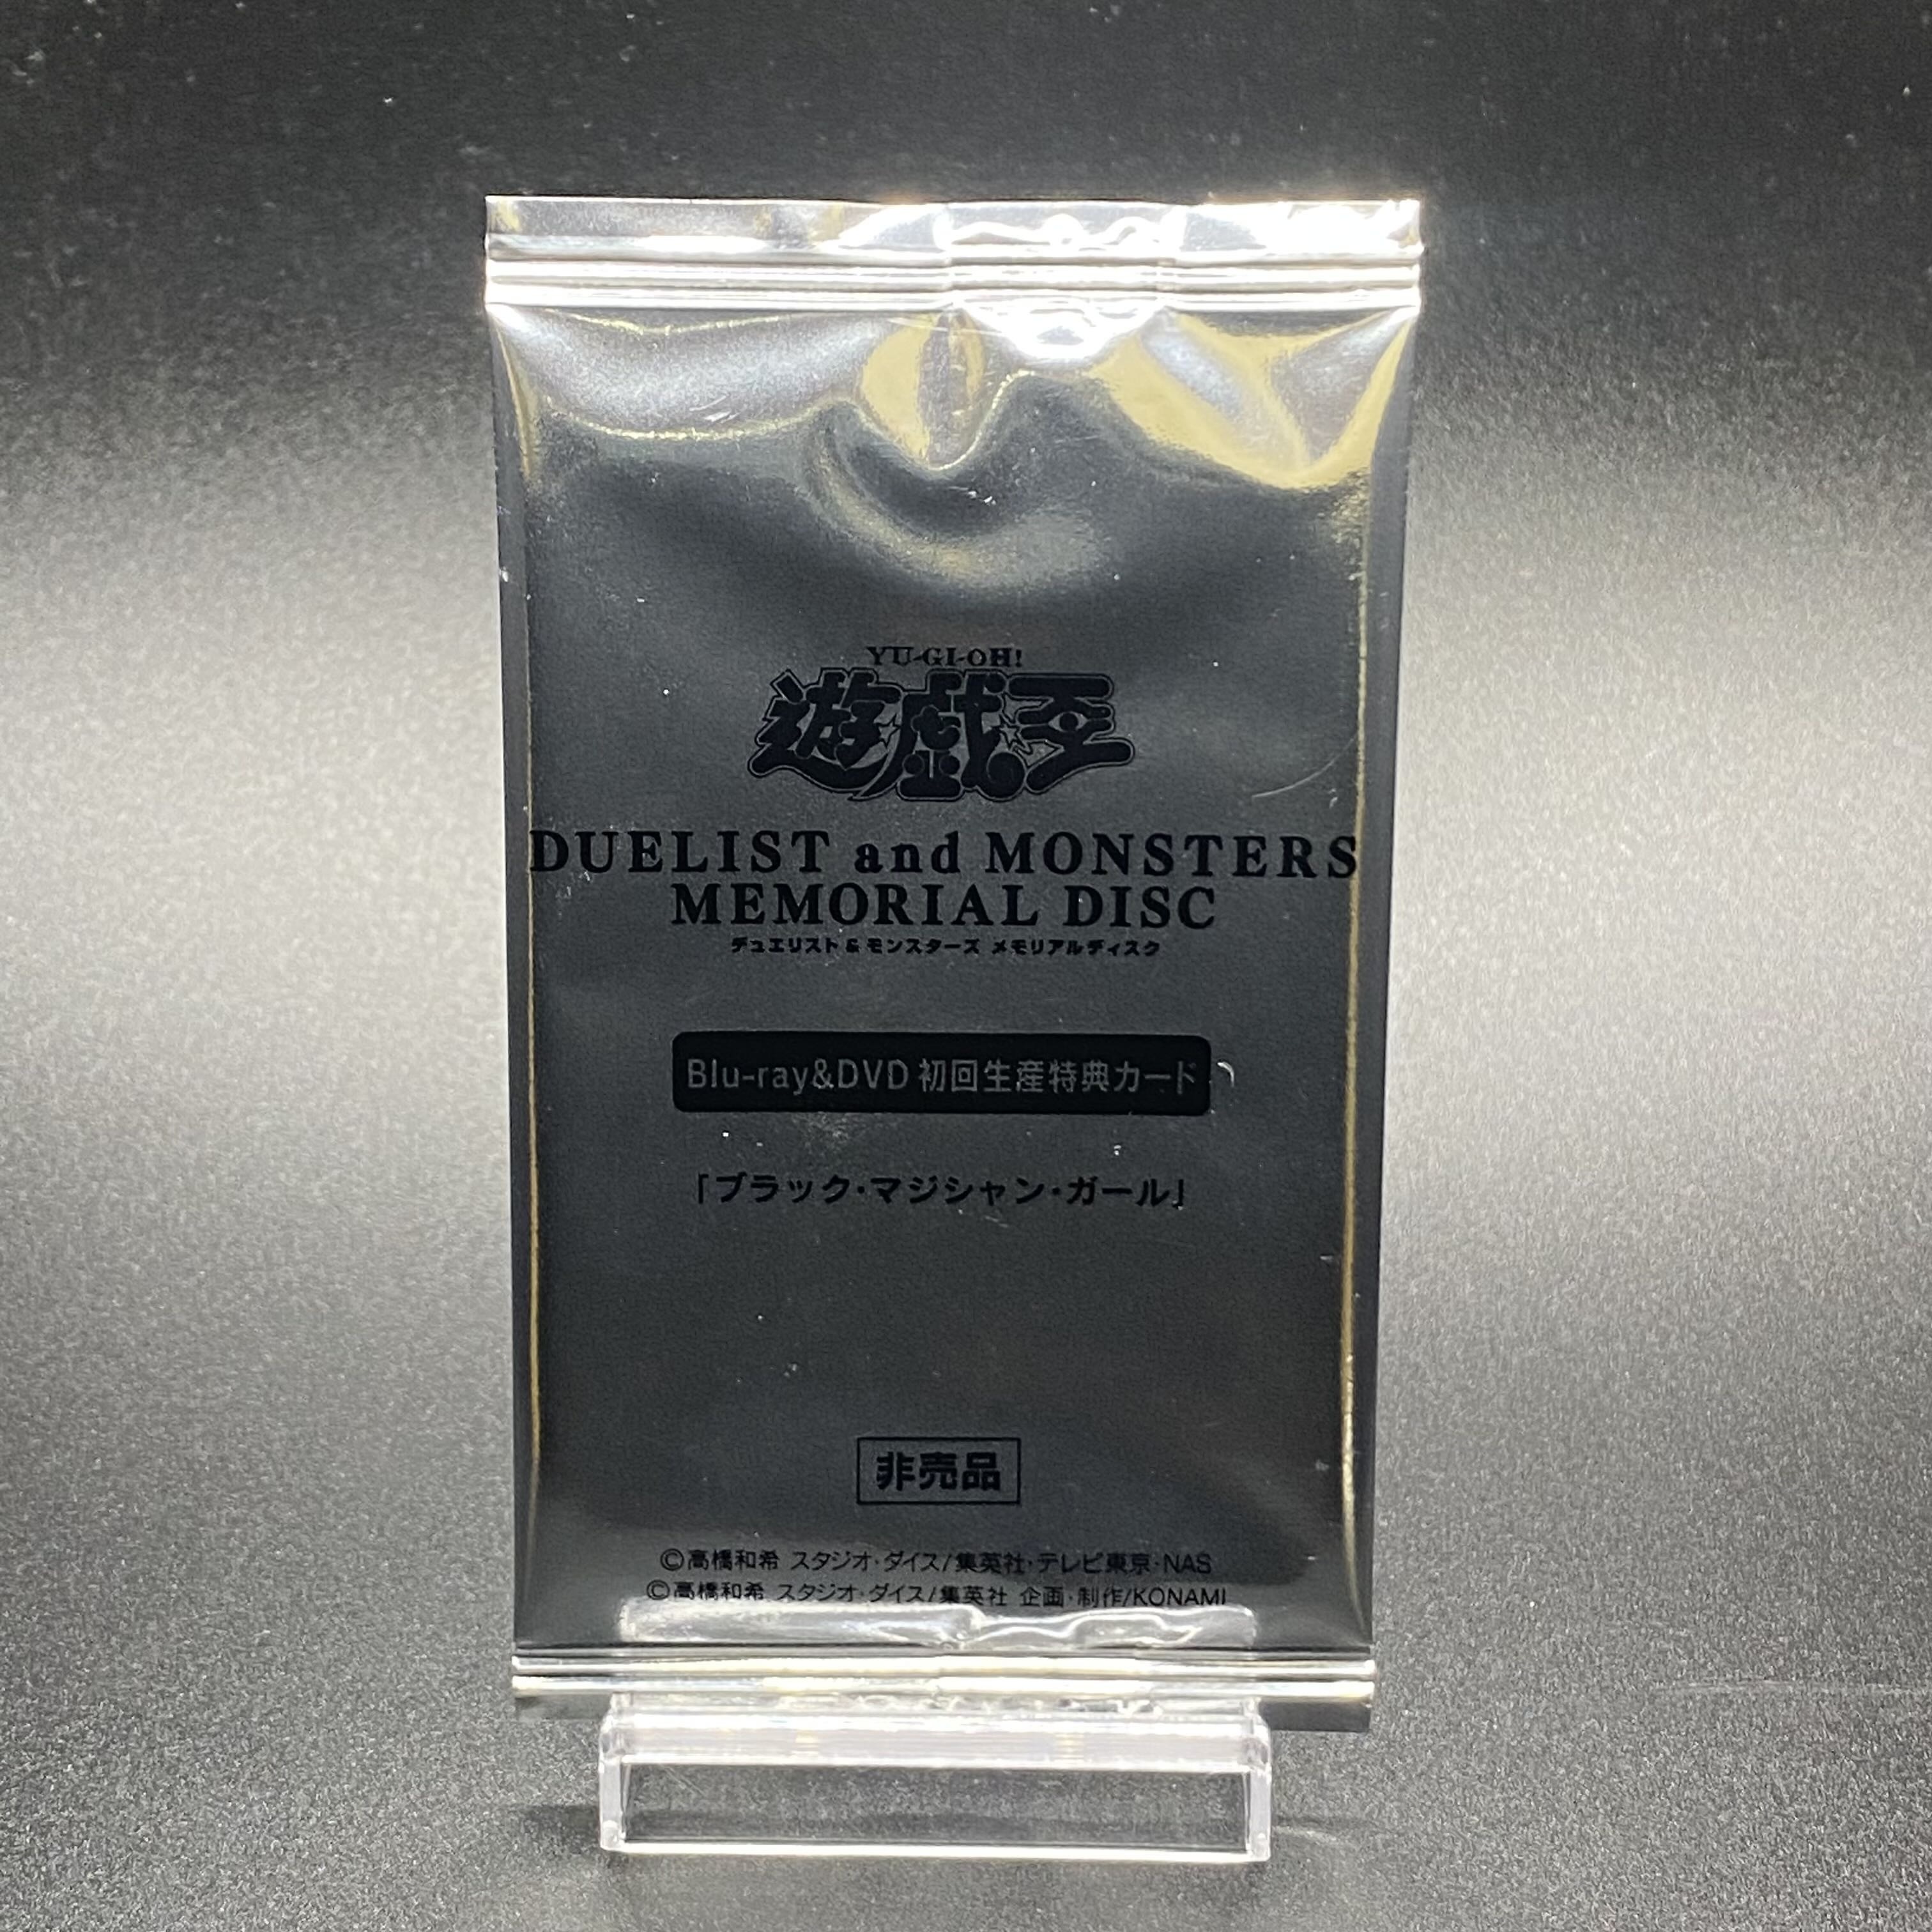 YU-GI-OH!
遊戯王
DUELIST and MONSTERS
MEMORIAL DISC
デュエリスト&モンスターズ メモリアルディスク
Blu-ray&DVD 初回生産特典カード
「ブラック・マジシャン・ガール」
非売品
©高橋和希 スタジオ・ダイス/集英社・テレビ東京・NAS
©高橋和希 スタジオ・ダイス/集英社 企画・制作/KONAMI